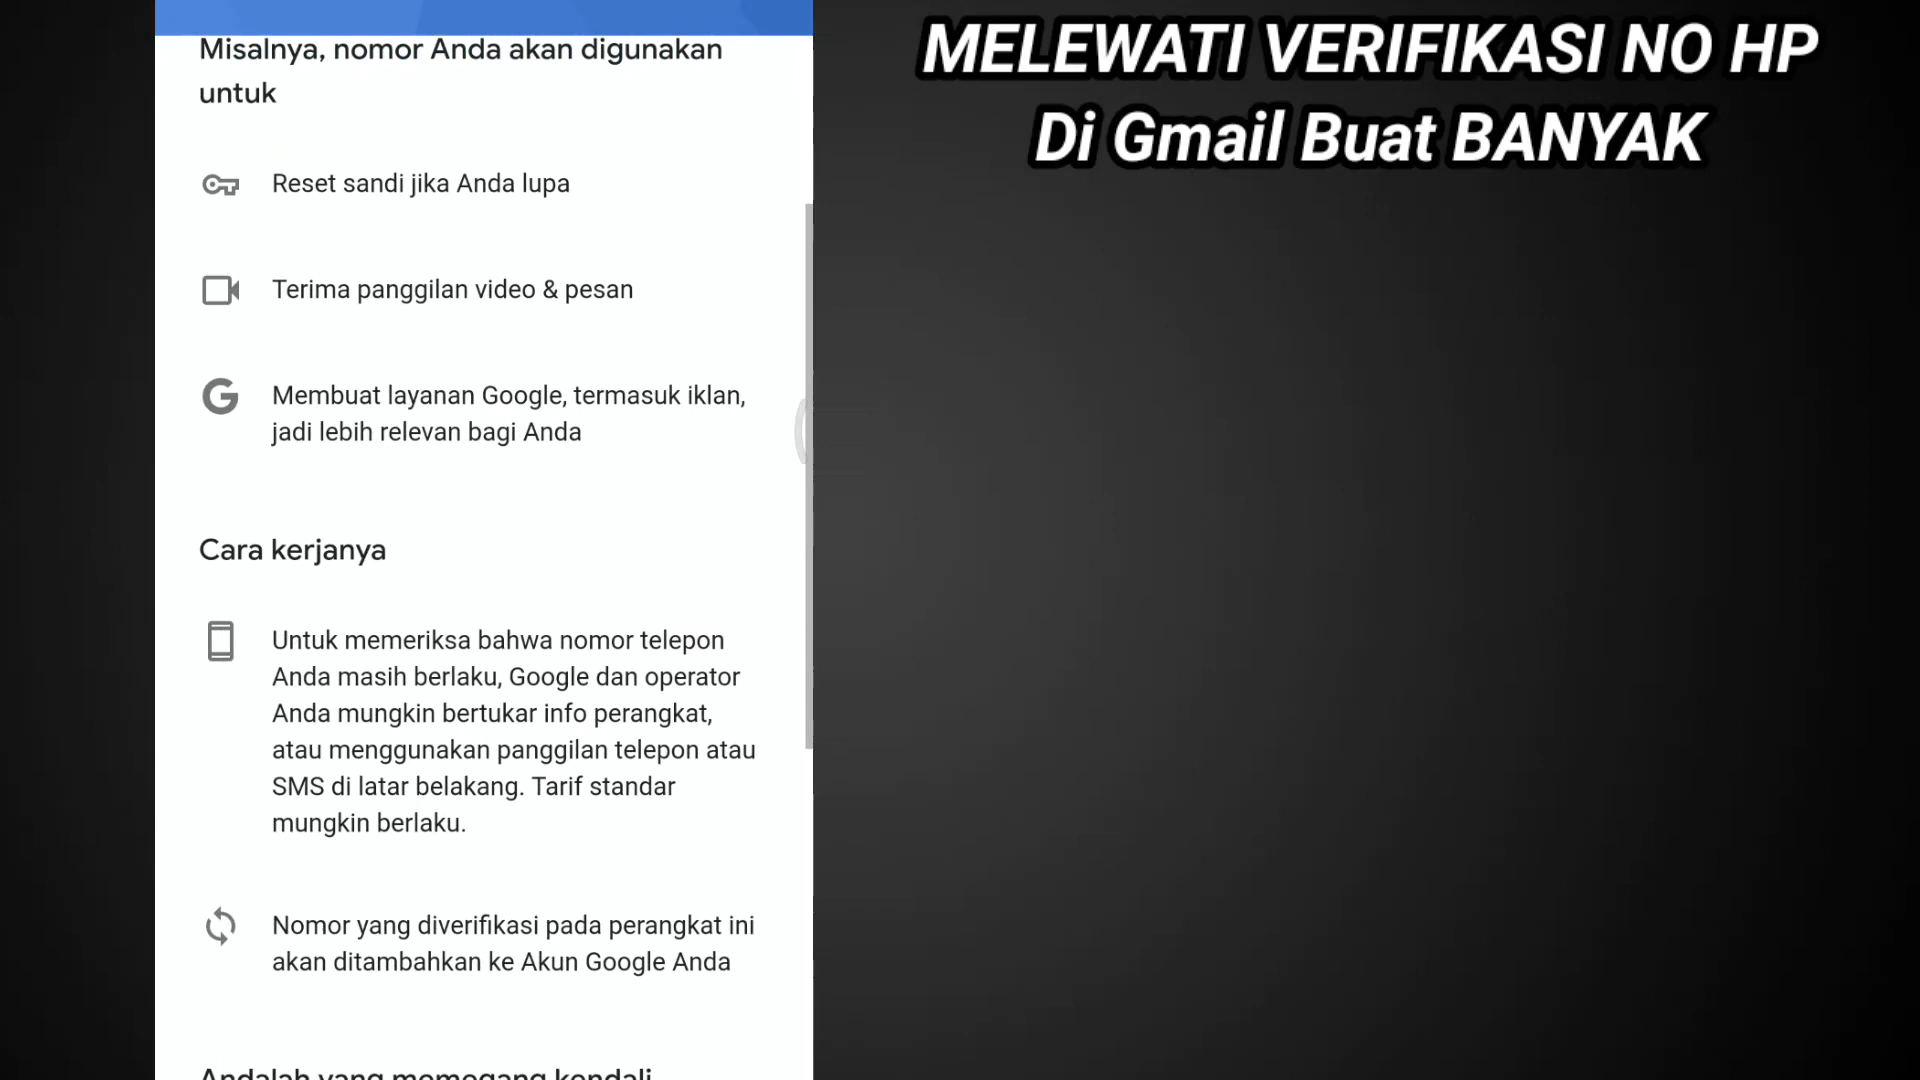 Misalnya, nomor Anda akan digunakan
untuk
Reset sandi jika Anda lupa
Terima panggilan video & pesan
Membuat layanan Google, termasuk iklan,
jadi lebih relevan bagi Anda
Cara kerjanya
Untuk memeriksa bahwa nomor telepon
Anda masih berlaku, Google dan operator
Anda mungkin bertukar info perangkat,
atau menggunakan panggilan telepon atau
SMS di latar belakang. Tarif standar
mungkin berlaku.
Nomor yang diverifikasi pada perangkat ini
akan ditambahkan ke Akun Google Anda
Andalah yang memegang kendali
MELEWATI VERIFIKASI NO HP
Di Gmail Buat BANYAK